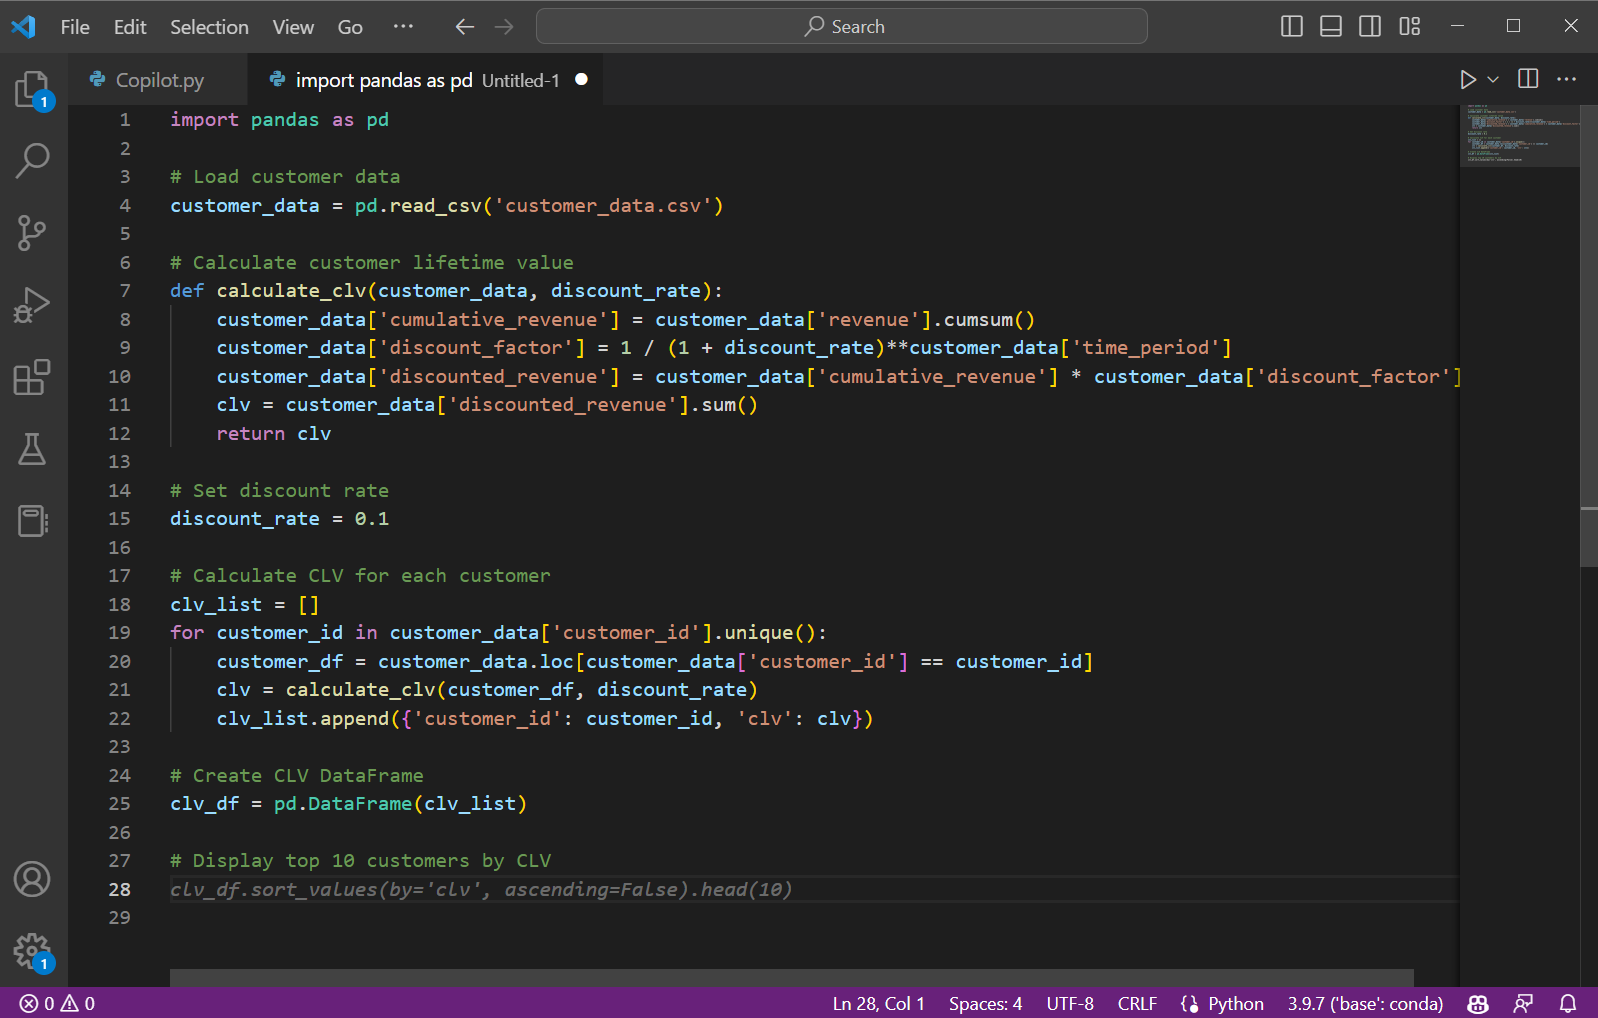 File Edit Selection View Go ··· Search
1
Copilot.py import pandas as pd Untitled-1
1 import pandas as pd
2
3 # Load customer data
4 customer_data = pd.read_csv('customer_data.csv')
5
6 # Calculate customer lifetime value
7 def calculate_clv(customer_data, discount_rate):
8 customer_data['cumulative_revenue'] = customer_data['revenue'].cumsum()
9 customer_data['discount_factor'] = 1 / (1 + discount_rate)**customer_data['time_period']
10 customer_data['discounted_revenue'] = customer_data['cumulative_revenue'] * customer_data['discount_factor']
11 clv = customer_data['discounted_revenue'].sum()
12 return clv
13
14 # Set discount rate
15 discount_rate = 0.1
16
17 # Calculate CLV for each customer
18 clv_list = []
19 for customer_id in customer_data['customer_id'].unique():
20 customer_df = customer_data.loc[customer_data['customer_id'] == customer_id]
21 clv = calculate_clv(customer_df, discount_rate)
22 clv_list.append({'customer_id': customer_id, 'clv': clv})
23
24 # Create CLV DataFrame
25 clv_df = pd.DataFrame(clv_list)
26
27 # Display top 10 customers by CLV
28 clv_df.sort_values(by='clv', ascending=False).head(10)
29
1
0 0 Ln 28, Col 1 Spaces: 4 UTF-8 CRLF {} Python 3.9.7 ('base': conda)